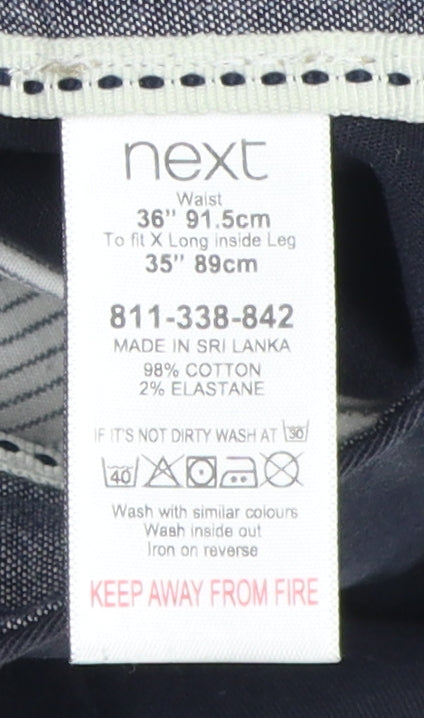 next
Waist
36" 91.5cm
To fit X Long inside Leg
35" 89cm
811-338-842
MADE IN SRI LANKA
98% COTTON
2% ELASTANE
IF IT'S NOT DIRTY WASH AT 30
40
Wash with similar colours
Wash inside out
Iron on reverse
KEEP AWAY FROM FIRE